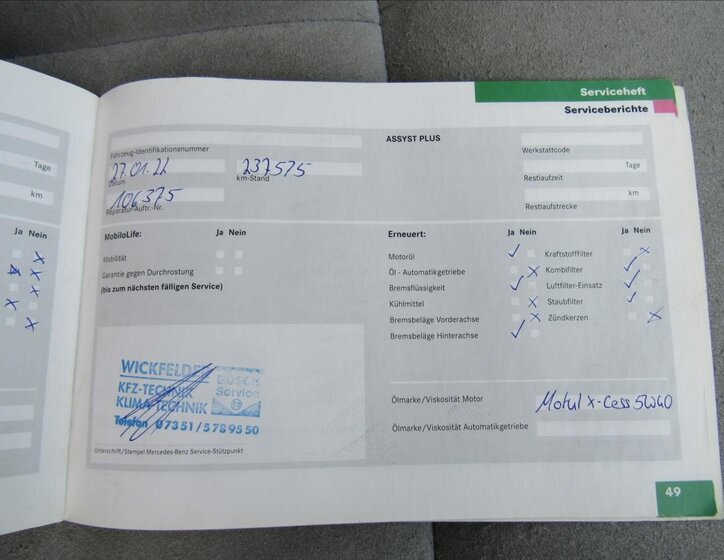 Serviceheft
Serviceberichte
Tage
km
Ja Nein
Fahrzeug-Identifikationsnummer
27.01.22
Datum
237575
km-Stand
106375
Reparatur-Auftr.-Nr.
MobiloLife:
Ja Nein
Mobilität
Garantie gegen Durchrostung
(bis zum nächsten fälligen Service)
WICKFELDER
KFZ-TECHNIK
KLIMATECHNIK
Telefon 07351/5789550
BOSCH
Service
Unterschrift/Stempel Mercedes-Benz Service-Stützpunkt
ASSYST PLUS
Werkstattcode
Tage
Restlaufzeit
km
Restlaufstrecke
Erneuert:
Ja Nein
Ja Nein
Motoröl
Kraftstofffilter
Öl - Automatikgetriebe
Kombifilter
Bremsflüssigkeit
Luftfilter-Einsatz
Kühlmittel
Staubfilter
Bremsbeläge Vorderachse
Zündkerzen
Bremsbeläge Hinterachse
Ölmarke/Viskosität Motor
Motul X-Cess 5W40
Ölmarke/Viskosität Automatikgetriebe
49